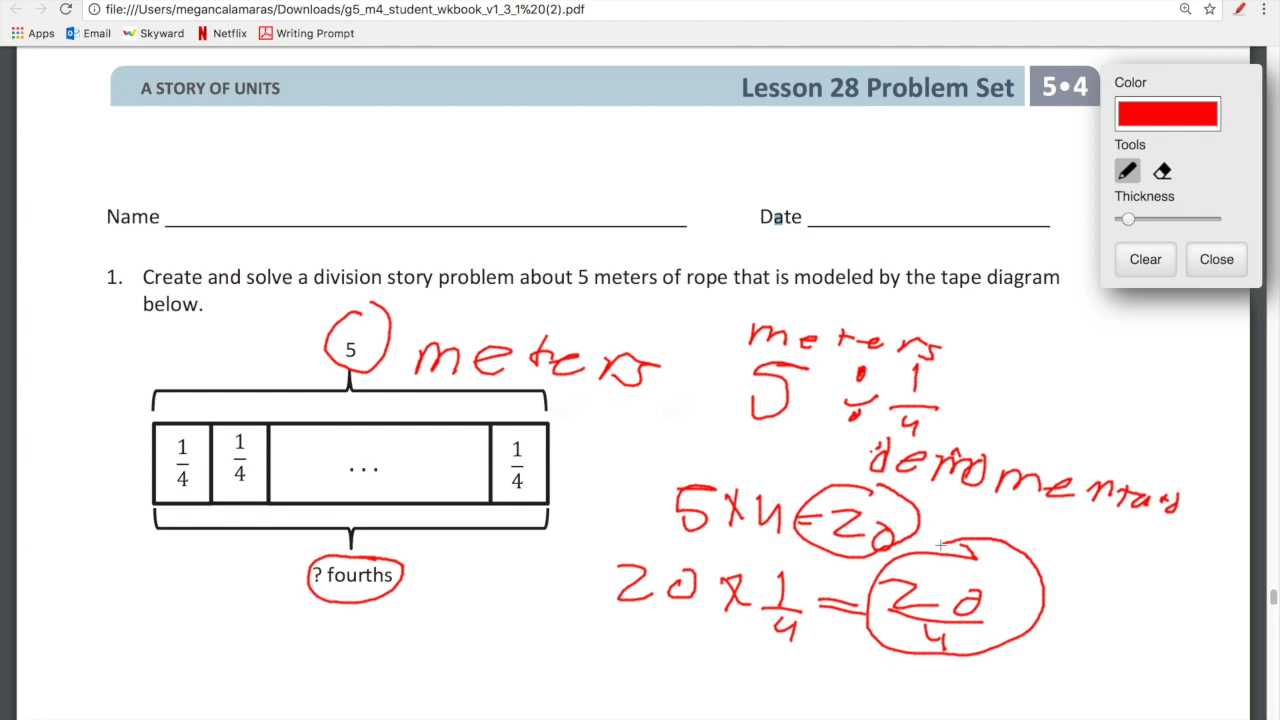 file:///Users/megancalamaras/Downloads/g5_m4_student_wkbook_v1_3_1%20(2).pdf
Apps Email Skyward Netflix Writing Prompt
A STORY OF UNITS
Lesson 28 Problem Set 5•4
Color
Tools
Thickness
Clear Close
Name Date
1. Create and solve a division story problem about 5 meters of rope that is modeled by the tape diagram
below.
5 meters
1/4 1/4 ... 1/4
? fourths
meters
5 ÷ 1/4
5 × 4 = 20
20 × 1/4 = 20/4